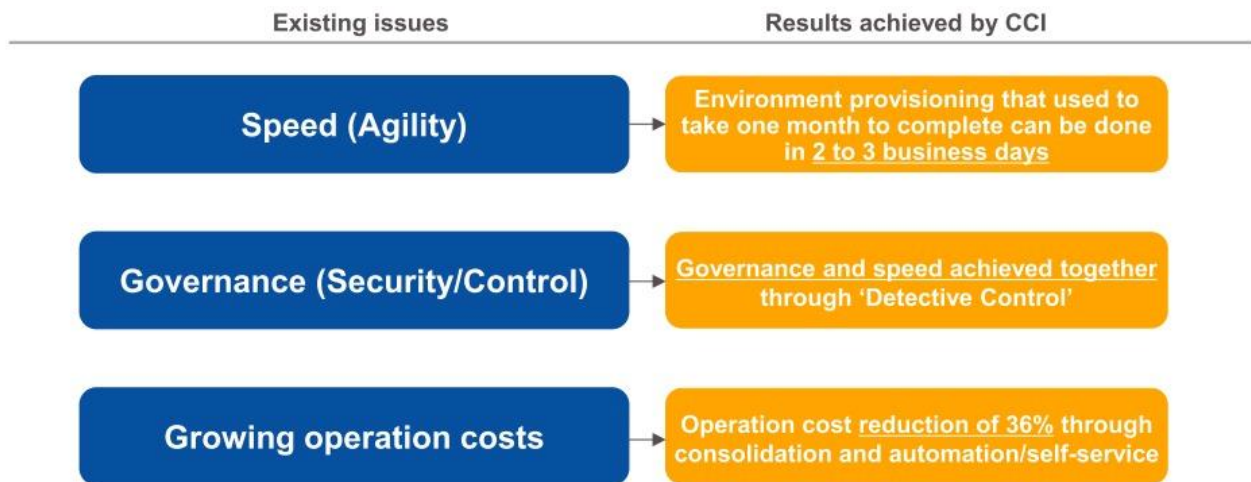 Existing issues
Results achieved by CCI
Speed (Agility)
Environment provisioning that used to
take one month to complete can be done
in 2 to 3 business days
Governance (Security/Control)
Governance and speed achieved together
through ‘Detective Control’
Growing operation costs
Operation cost reduction of 36% through
consolidation and automation/self-service